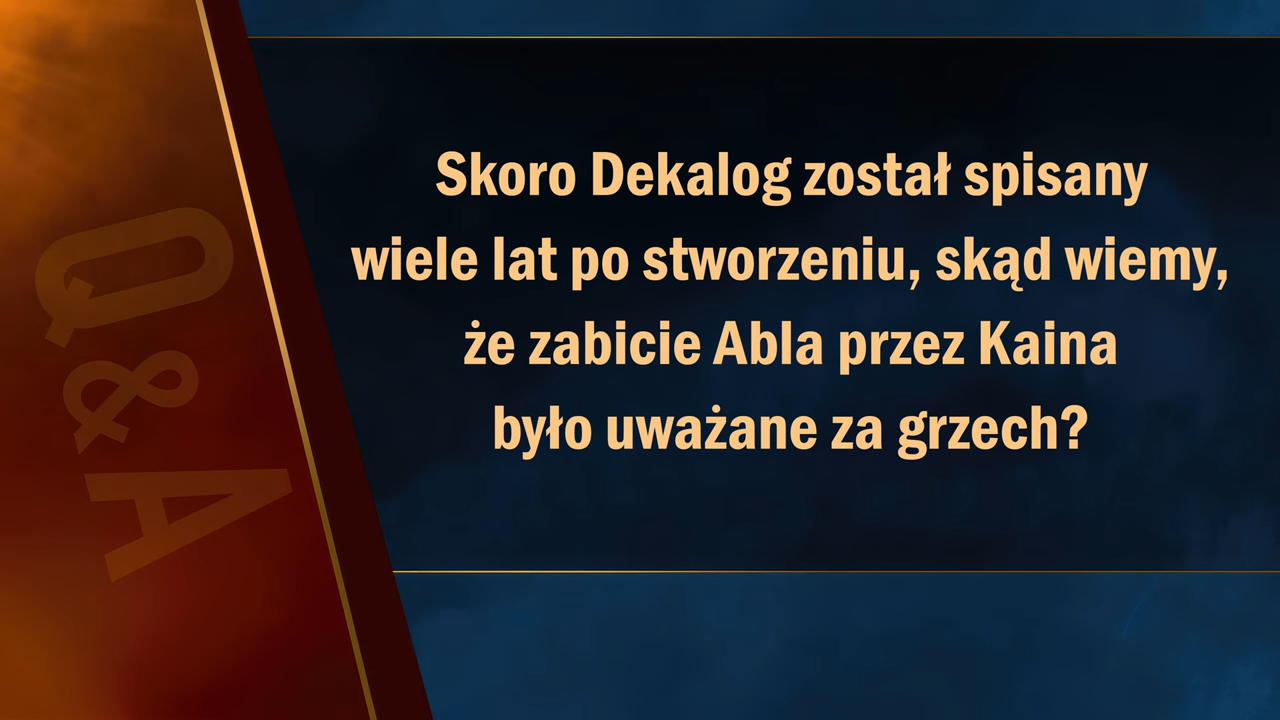 Q & A
Skoro Dekalog został spisany
wiele lat po stworzeniu, skąd wiemy,
że zabicie Abla przez Kaina
było uważane za grzech?